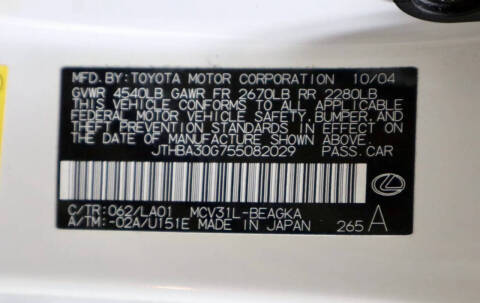 MFD. BY: TOYOTA MOTOR CORPORATION 10/04
GVWR 4540LB GAWR FR 2670LB RR 2280LB
THIS VEHICLE CONFORMS TO ALL APPLICABLE
FEDERAL MOTOR VEHICLE SAFETY, BUMPER, AND
THEFT PREVENTION STANDARDS IN EFFECT ON
THE DATE OF MANUFACTURE SHOWN ABOVE.
JTHBA30G755082029 PASS.CAR
C/TR: 062/LA01 MCV31L-BEAGKA
A/TM: -02A/U151E MADE IN JAPAN 265 A